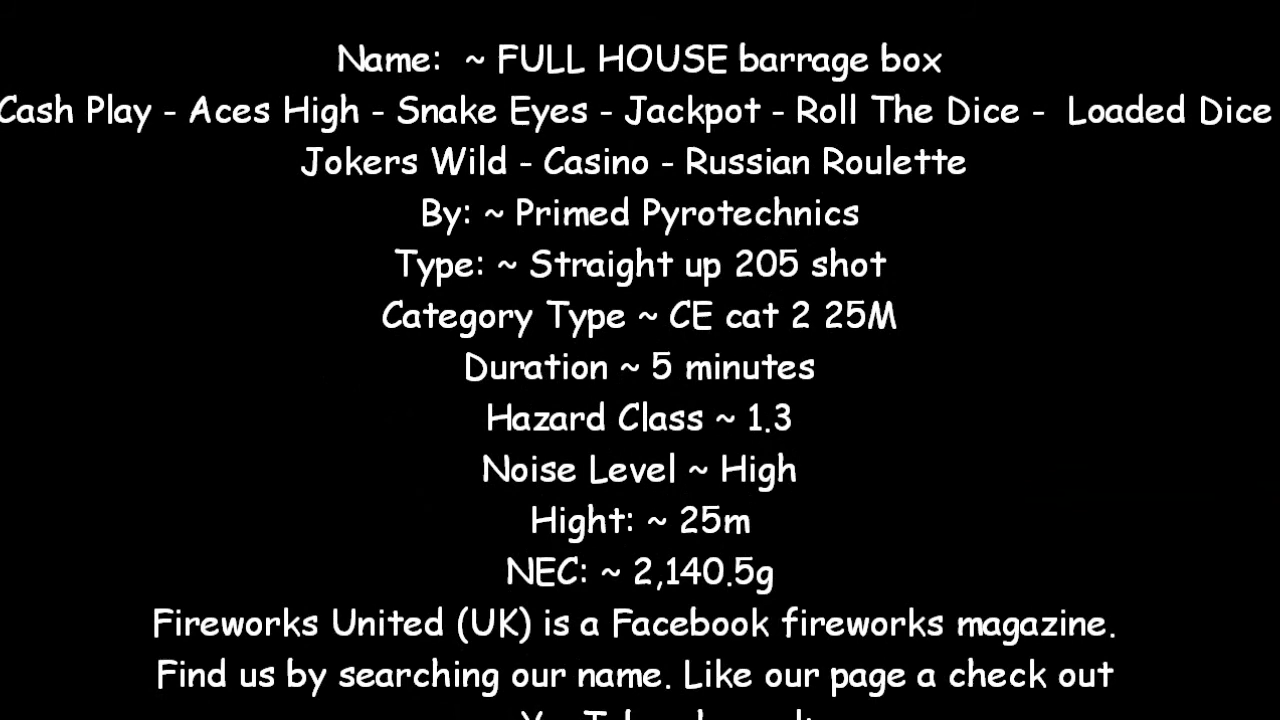 Name: ~ FULL HOUSE barrage box
Cash Play - Aces High - Snake Eyes - Jackpot - Roll The Dice - Loaded Dice
Jokers Wild - Casino - Russian Roulette
By: ~ Primed Pyrotechnics
Type: ~ Straight up 205 shot
Category Type ~ CE cat 2 25M
Duration ~ 5 minutes
Hazard Class ~ 1.3
Noise Level ~ High
Hight: ~ 25m
NEC: ~ 2,140.5g
Fireworks United (UK) is a Facebook fireworks magazine.
Find us by searching our name. Like our page a check out